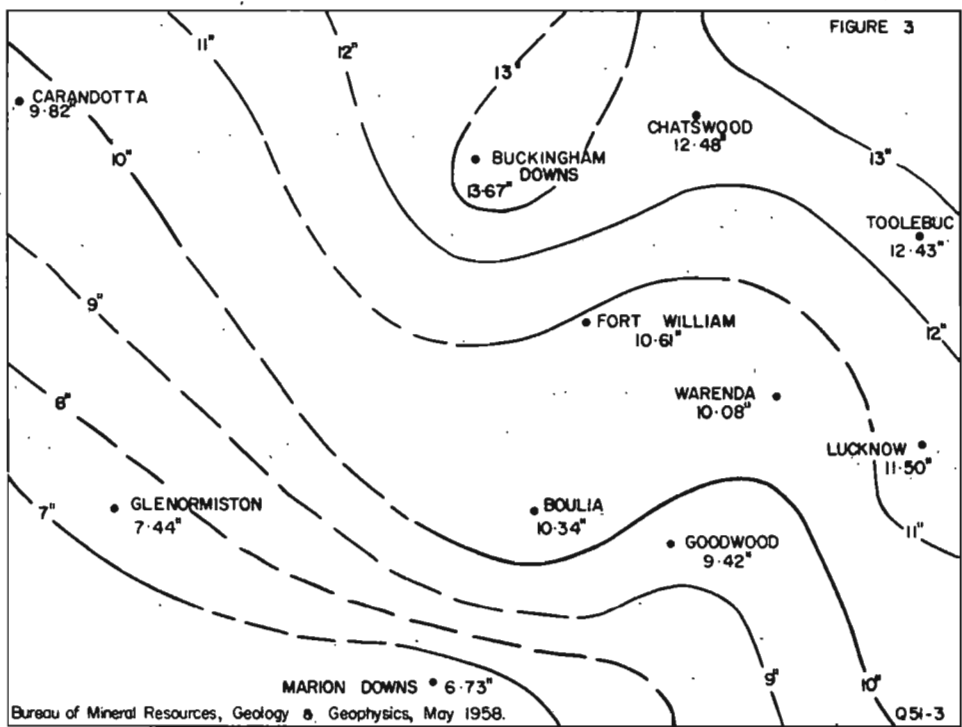 FIGURE 3
11"
12"
13"
CARANDOTTA
9·82"
CHATSWOOD
12·48"
10"
BUCKINGHAM
DOWNS
13·67"
13"
TOOLEBUC
12·43"
9"
FORT WILLIAM
10·61"
12"
8"
WARENDA
10·08"
LUCKNOW
11·50"
7"
GLENORMISTON
7·44"
BOULIA
10·34"
11"
GOODWOOD
9·42"
MARION DOWNS 6·73"
9"
10"
Bureau of Mineral Resources, Geology & Geophysics, May 1958.
Q51-3